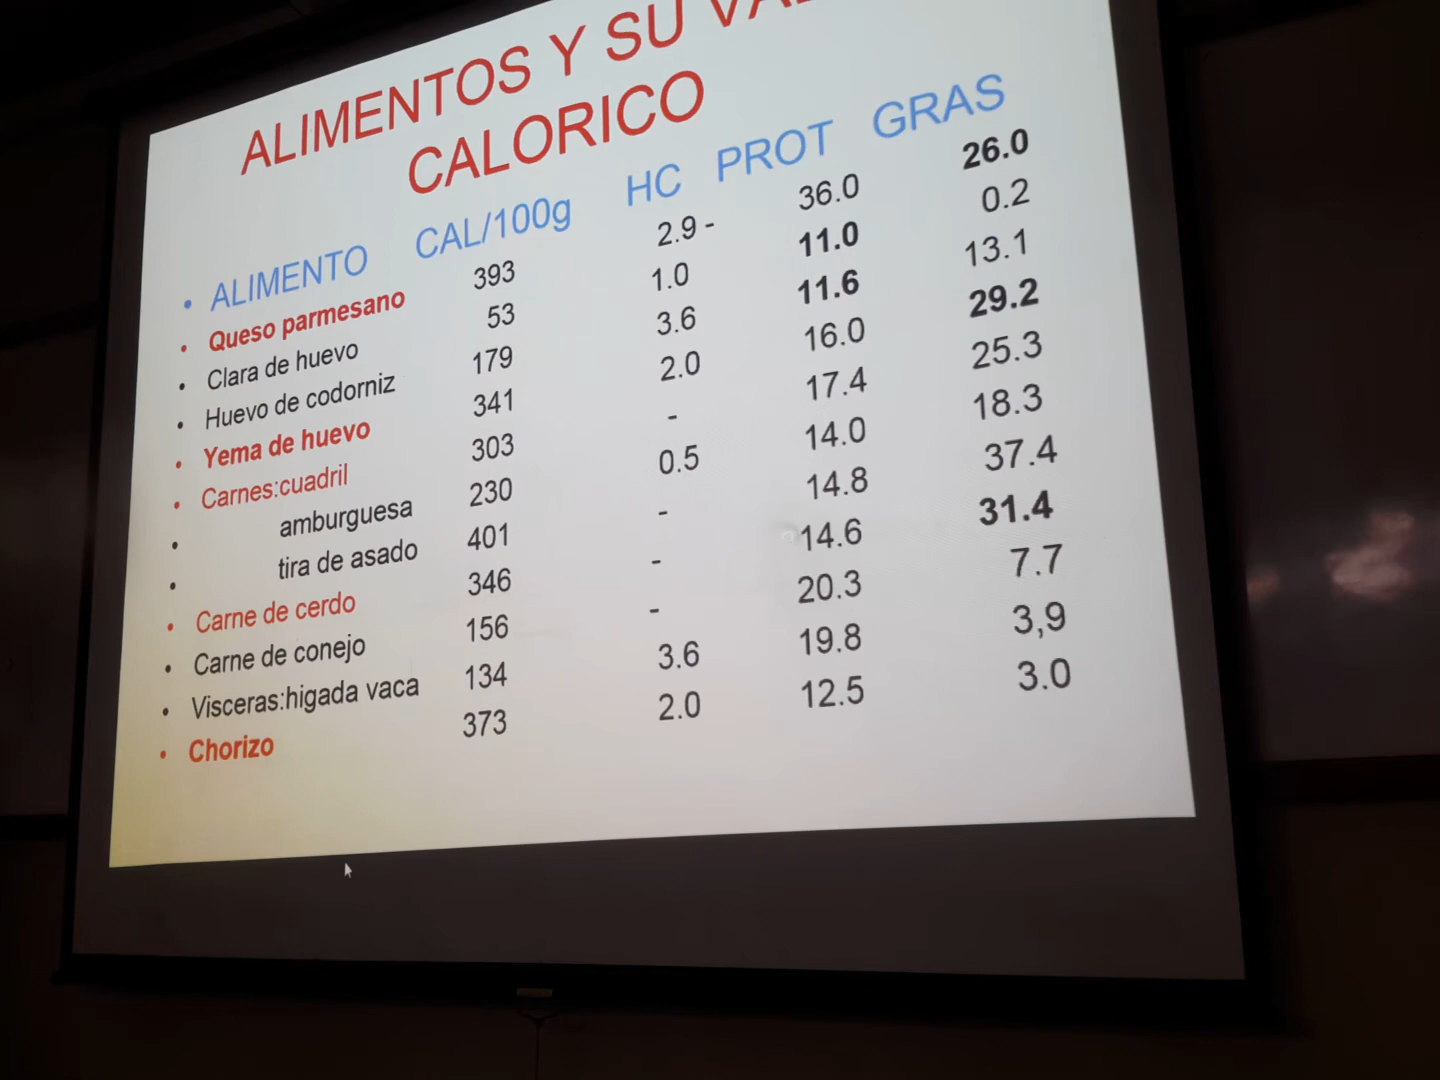 ALIMENTOS Y SU
CALORICO
• ALIMENTO CAL/100g HC PROT GRAS
• Queso parmesano 393 2.9 - 36.0 26.0
• Clara de huevo 53 1.0 11.0 0.2
• Huevo de codorniz 179 3.6 11.6 13.1
• Yema de huevo 341 2.0 16.0 29.2
• Carnes:cuadril 303 - 17.4 25.3
• amburguesa 230 0.5 14.0 18.3
• tira de asado 401 - 14.8 37.4
• Carne de cerdo 346 - 14.6 31.4
• Carne de conejo 156 - 20.3 7.7
• Visceras:higada vaca 134 3.6 19.8 3,9
• Chorizo 373 2.0 12.5 3.0